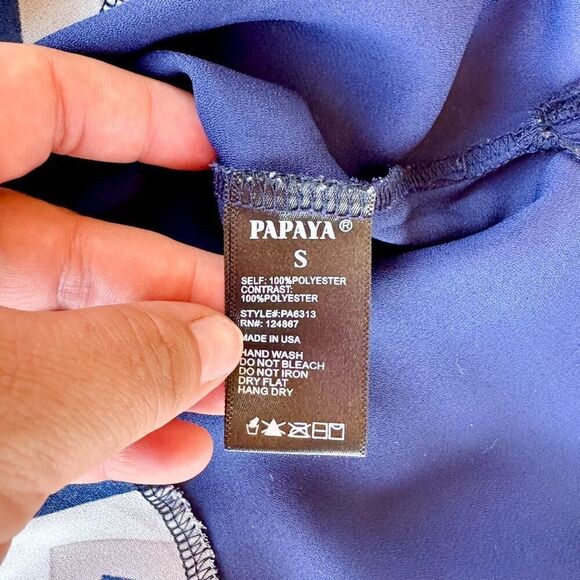 PAPAYA®
S
SELF: 100%POLYESTER
CONTRAST:
100%POLYESTER
STYLE#:PA6313
RN#: 124867
MADE IN USA
HAND WASH
DO NOT BLEACH
DO NOT IRON
DRY FLAT
HANG DRY